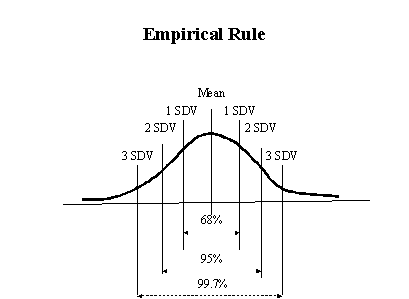 Empirical Rule
Mean
1 SDV 1 SDV
2 SDV 2 SDV
3 SDV 3 SDV
68%
95%
99.7%